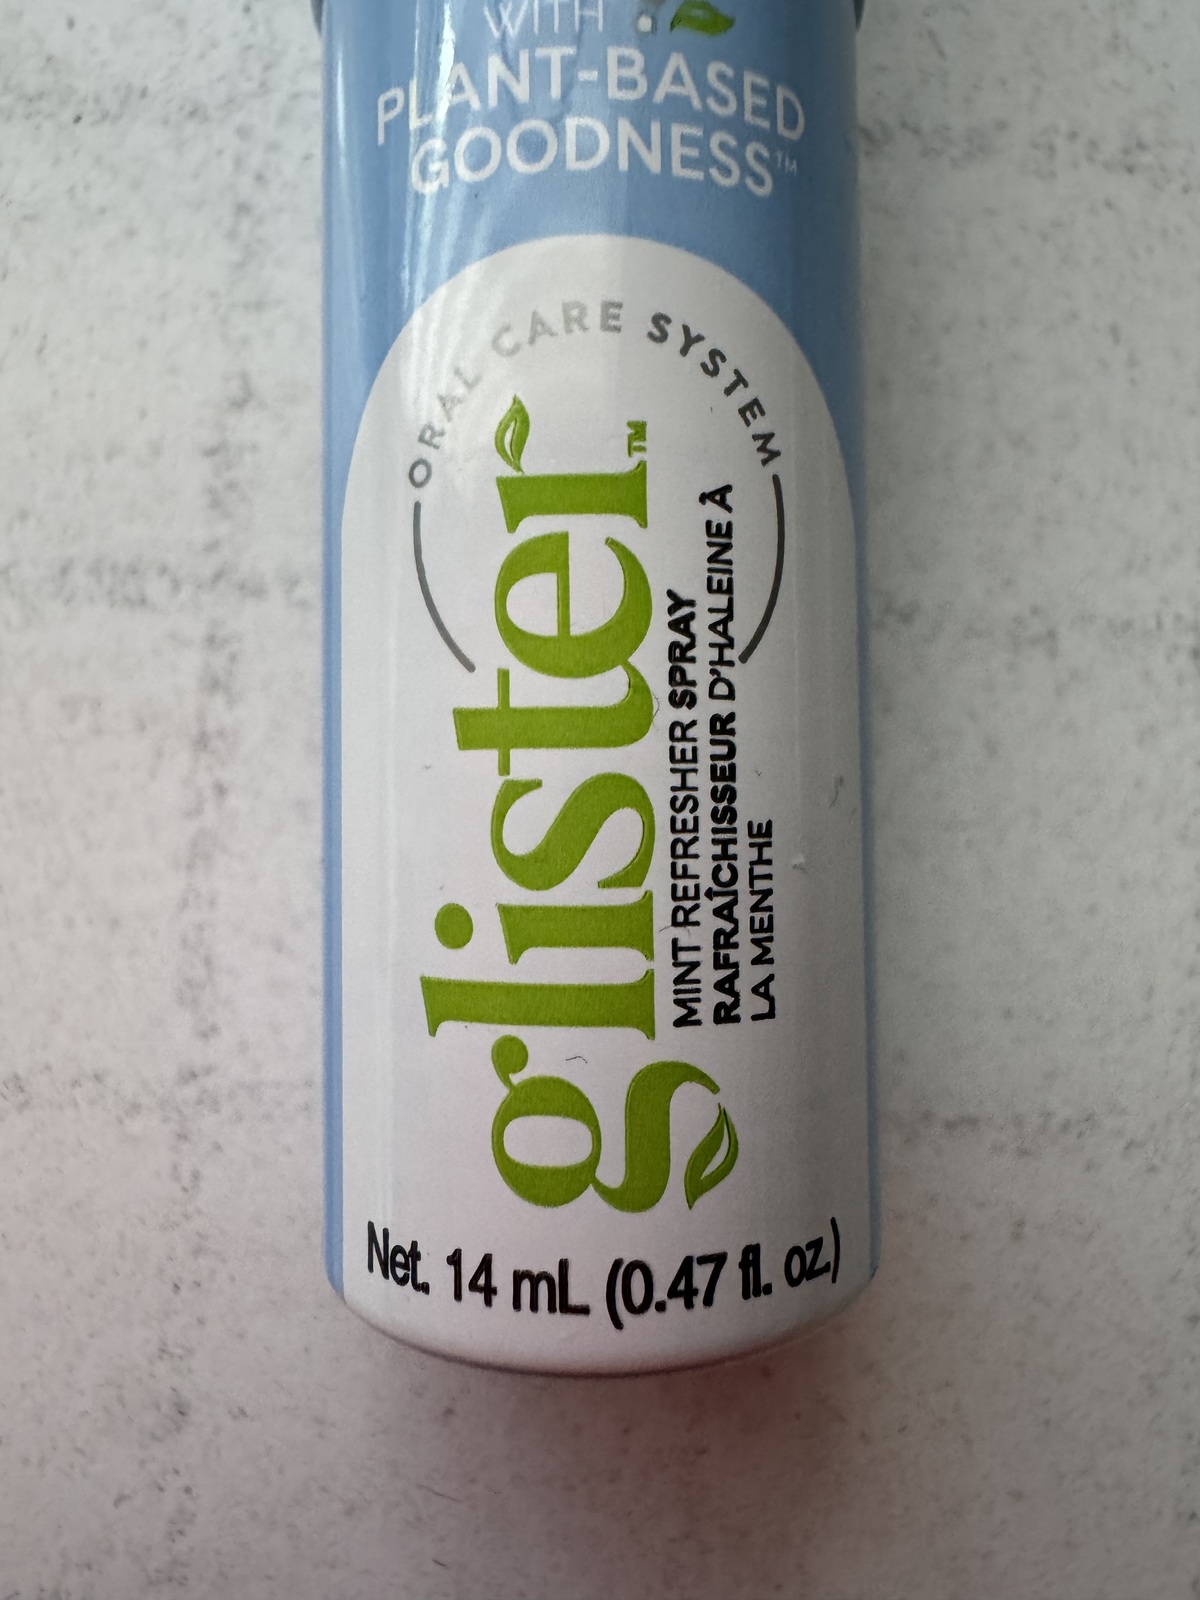 WITH
PLANT-BASED
GOODNESS™
ORAL CARE SYSTEM
glister™
MINT REFRESHER SPRAY
RAFRAÎCHISSEUR D'HALEINE À
LA MENTHE
Net. 14 mL (0.47 fl. oz.)